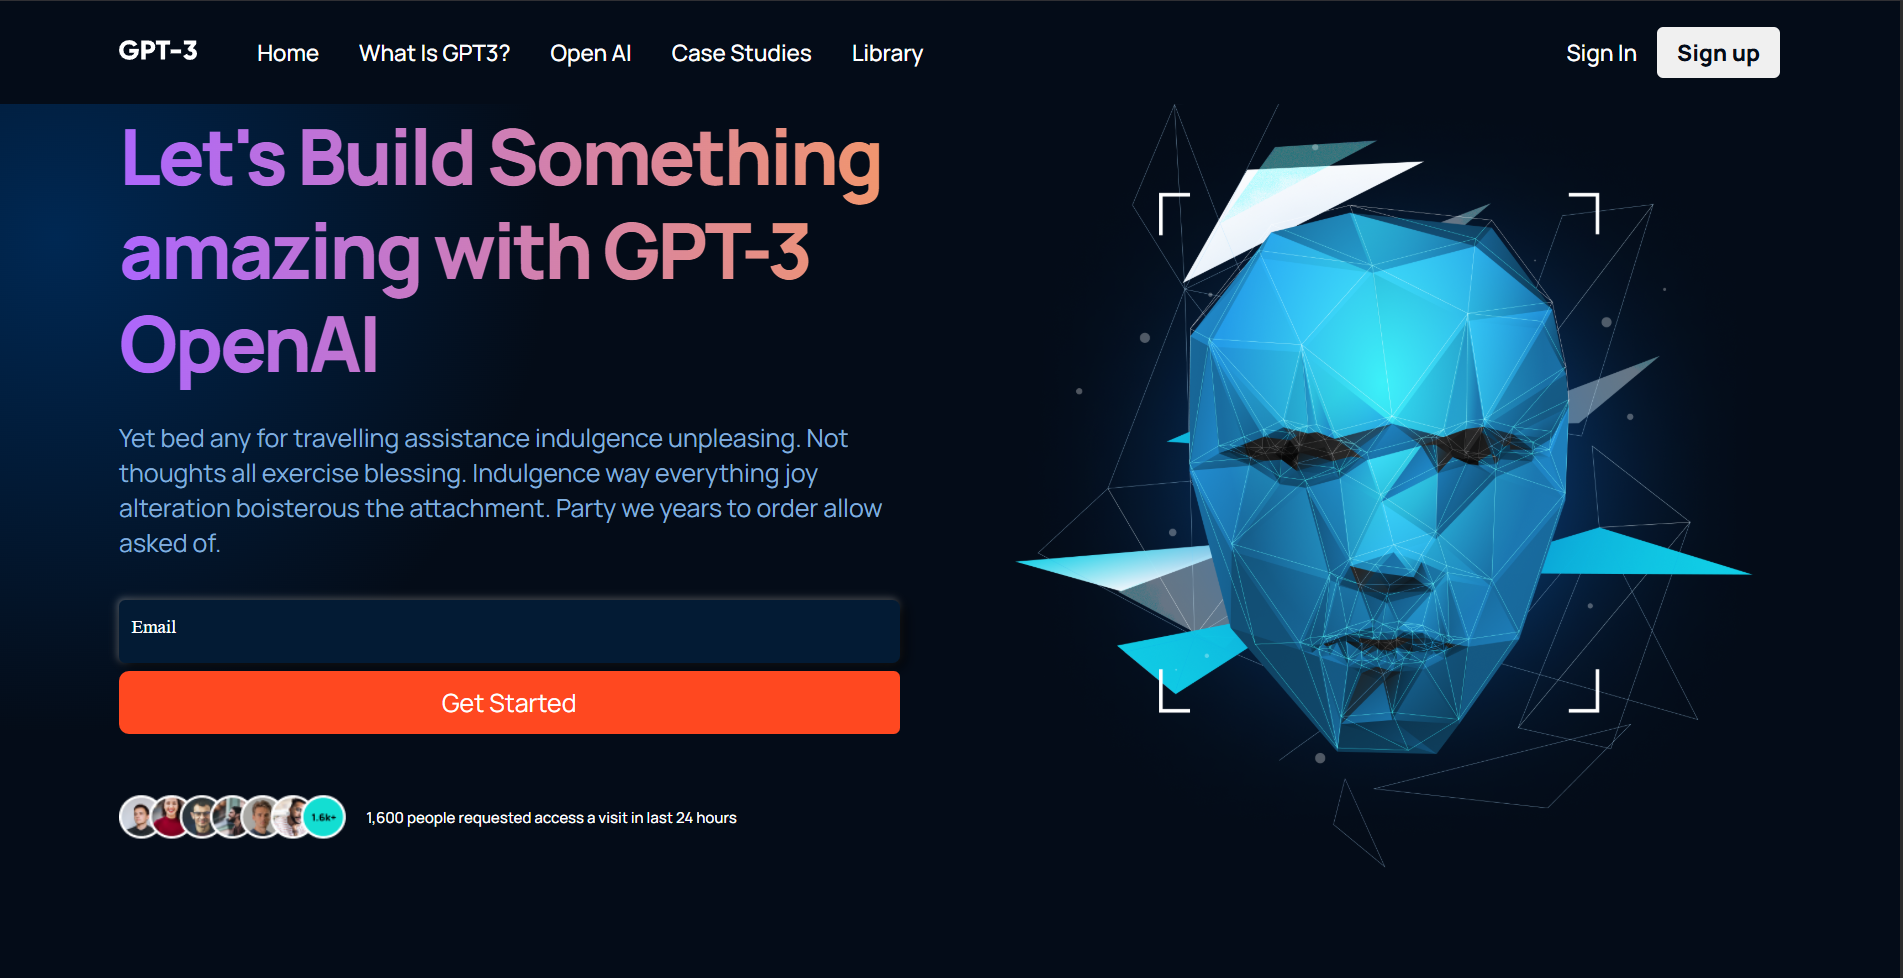 GPT-3 Home What Is GPT3? Open AI Case Studies Library Sign In Sign up
Let's Build Something
amazing with GPT-3
OpenAI
Yet bed any for travelling assistance indulgence unpleasing. Not
thoughts all exercise blessing. Indulgence way everything joy
alteration boisterous the attachment. Party we years to order allow
asked of.
Email
Get Started
1.6k+ 1,600 people requested access a visit in last 24 hours